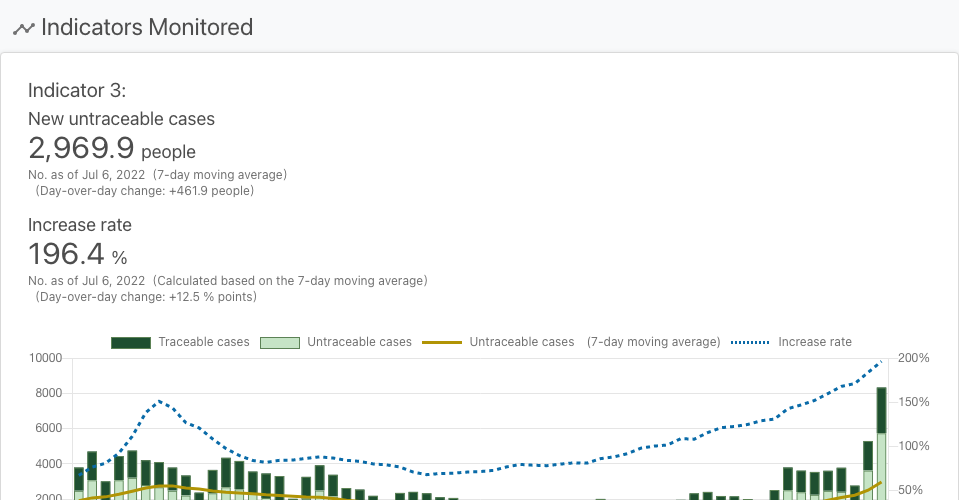 Indicators Monitored
Indicator 3:
New untraceable cases
2,969.9 people
No. as of Jul 6, 2022 (7-day moving average)
(Day-over-day change: +461.9 people)
Increase rate
196.4 %
No. as of Jul 6, 2022 (Calculated based on the 7-day moving average)
(Day-over-day change: +12.5 % points)
Traceable cases Untraceable cases Untraceable cases (7-day moving average) Increase rate
10000 200%
8000 150%
6000 100%
4000 50%
2000